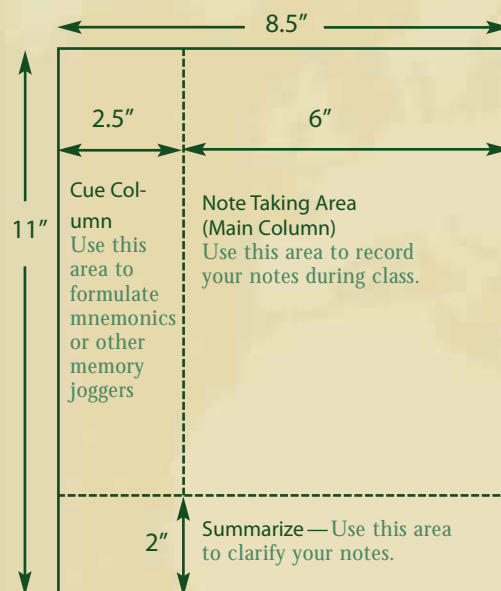 8.5"
2.5"
6"
11"
Cue Col-
umn
Use this
area to
formulate
mnemonics
or other
memory
joggers
Note Taking Area
(Main Column)
Use this area to record
your notes during class.
2"
Summarize—Use this area
to clarify your notes.